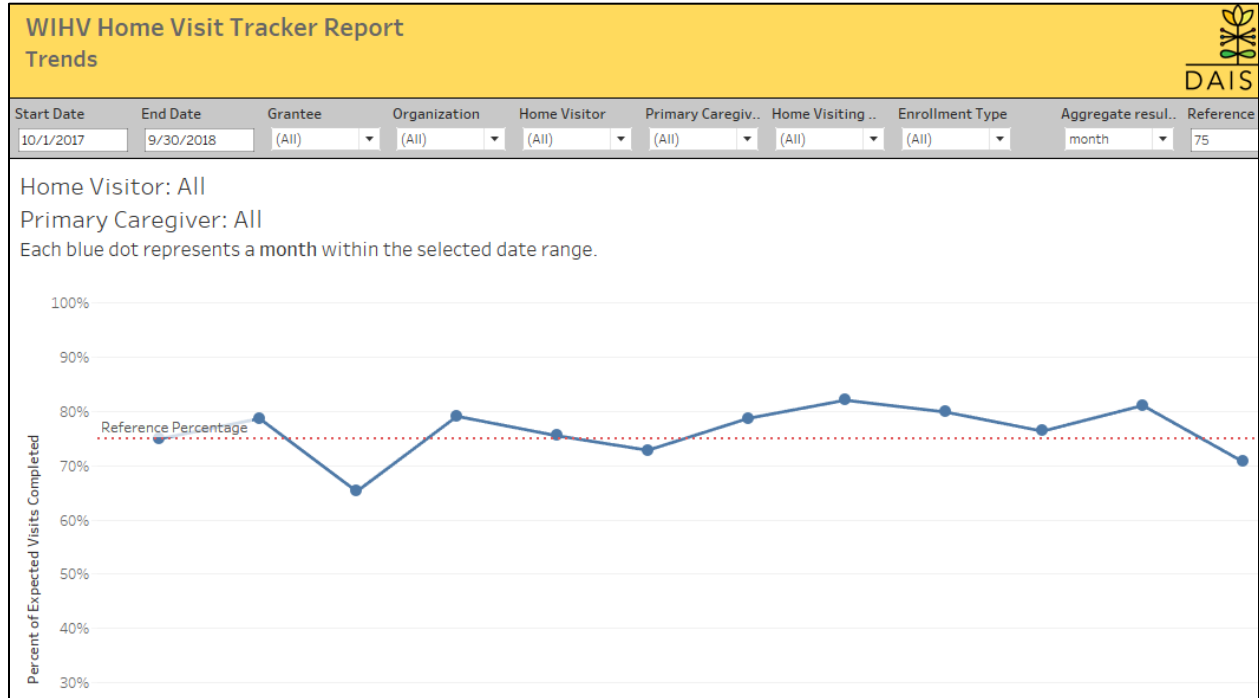 WIHV Home Visit Tracker Report
Trends
DAIS
Start Date End Date Grantee Organization Home Visitor Primary Caregiv.. Home Visiting .. Enrollment Type Aggregate resul.. Reference
10/1/2017 9/30/2018 (All) (All) (All) (All) (All) (All) month 75
Home Visitor: All
Primary Caregiver: All
Each blue dot represents a month within the selected date range.
100%
90%
80%
Reference Percentage
70%
60%
50%
40%
30%
Percent of Expected Visits Completed